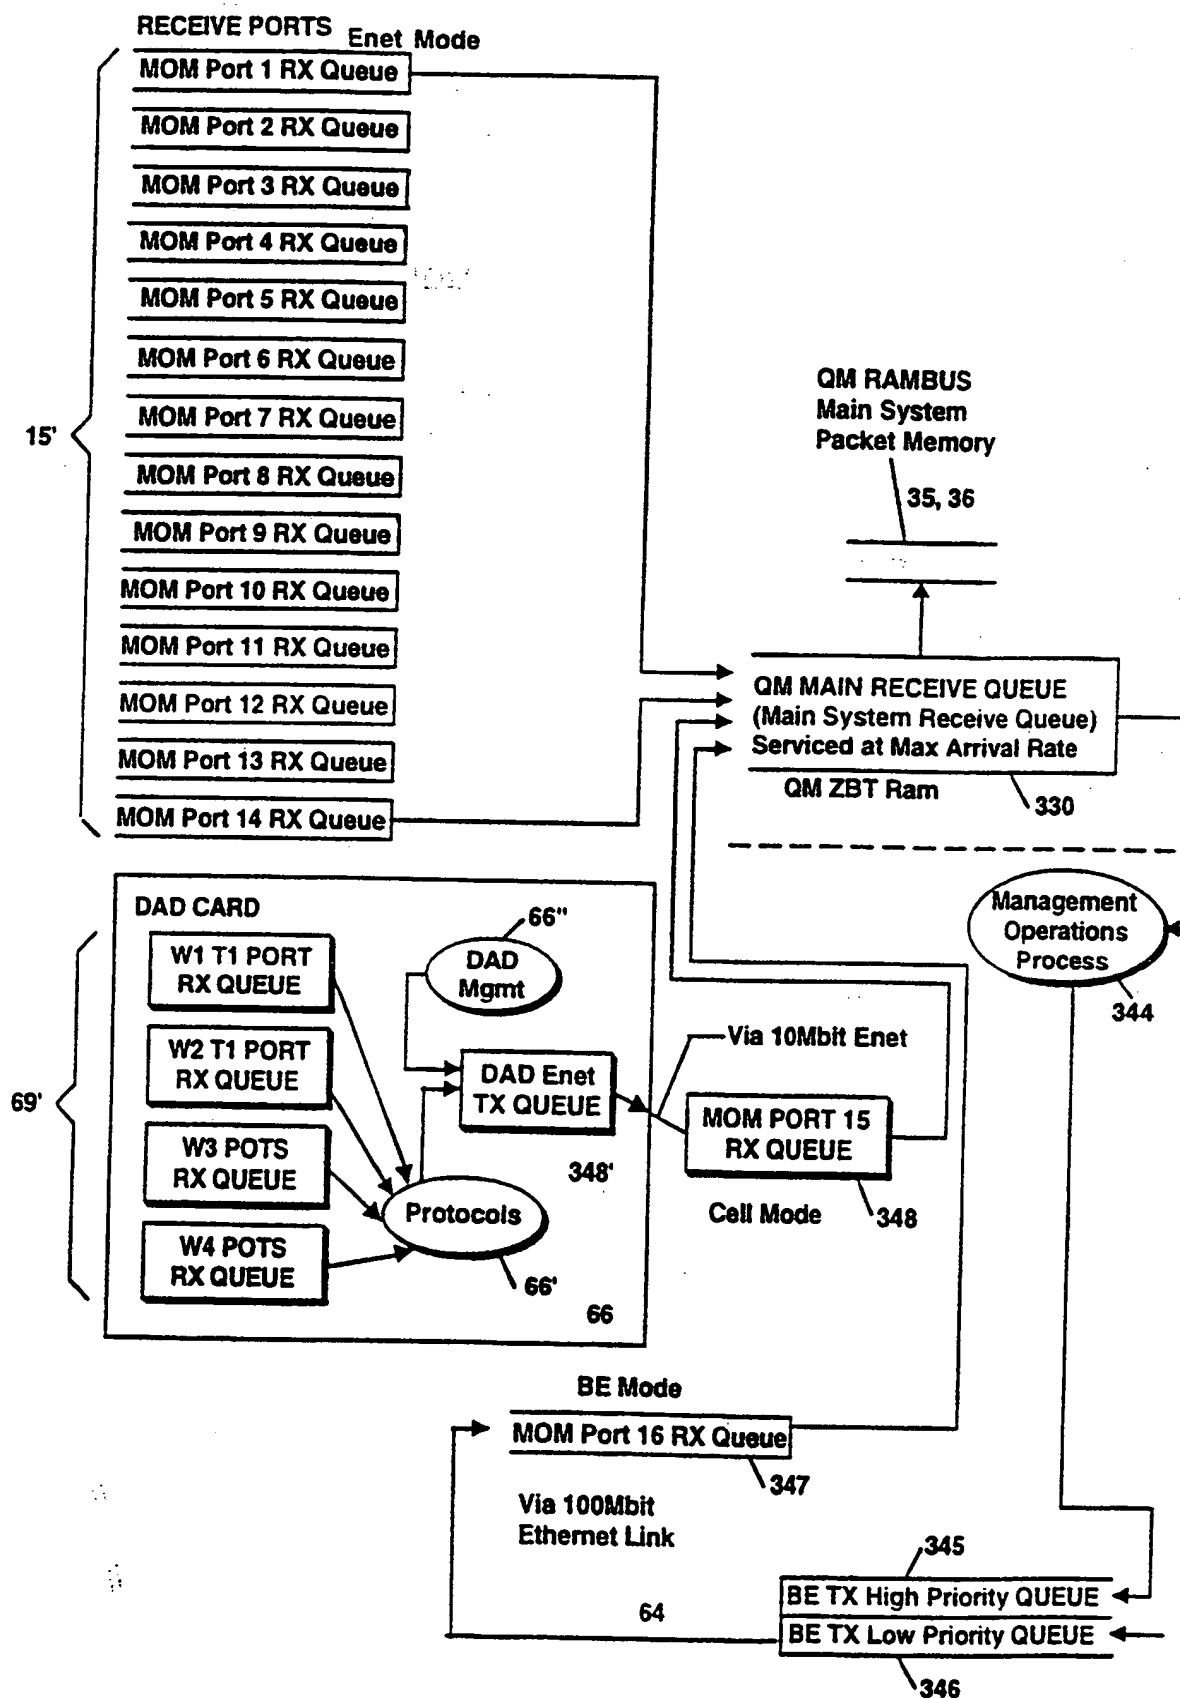 RECEIVE PORTS Enet Mode
MOM Port 1 RX Queue
MOM Port 2 RX Queue
MOM Port 3 RX Queue
MOM Port 4 RX Queue
MOM Port 5 RX Queue
MOM Port 6 RX Queue
MOM Port 7 RX Queue
MOM Port 8 RX Queue
MOM Port 9 RX Queue
MOM Port 10 RX Queue
MOM Port 11 RX Queue
MOM Port 12 RX Queue
MOM Port 13 RX Queue
MOM Port 14 RX Queue
15'
QM RAMBUS
Main System
Packet Memory
35, 36
QM MAIN RECEIVE QUEUE
(Main System Receive Queue)
Serviced at Max Arrival Rate
QM ZBT Ram
330
DAD CARD
69'
W1 T1 PORT
RX QUEUE
W2 T1 PORT
RX QUEUE
W3 POTS
RX QUEUE
W4 POTS
RX QUEUE
66"
DAD
Mgmt
DAD Enet
TX QUEUE
348'
Protocols
66'
66
Via 10Mbit Enet
MOM PORT 15
RX QUEUE
Cell Mode
348
Management
Operations
Process
344
BE Mode
MOM Port 16 RX Queue
347
Via 100Mbit
Ethernet Link
345
BE TX High Priority QUEUE
64
BE TX Low Priority QUEUE
346